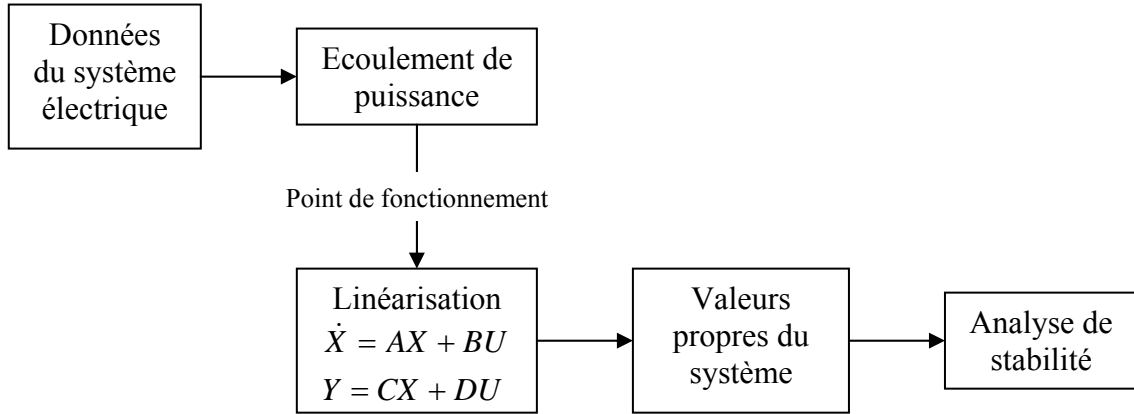 Données
du système
électrique
Ecoulement de
puissance
Point de fonctionnement
Linéarisation
Ẋ = AX + BU
Y = CX + DU
Valeurs
propres du
système
Analyse de
stabilité